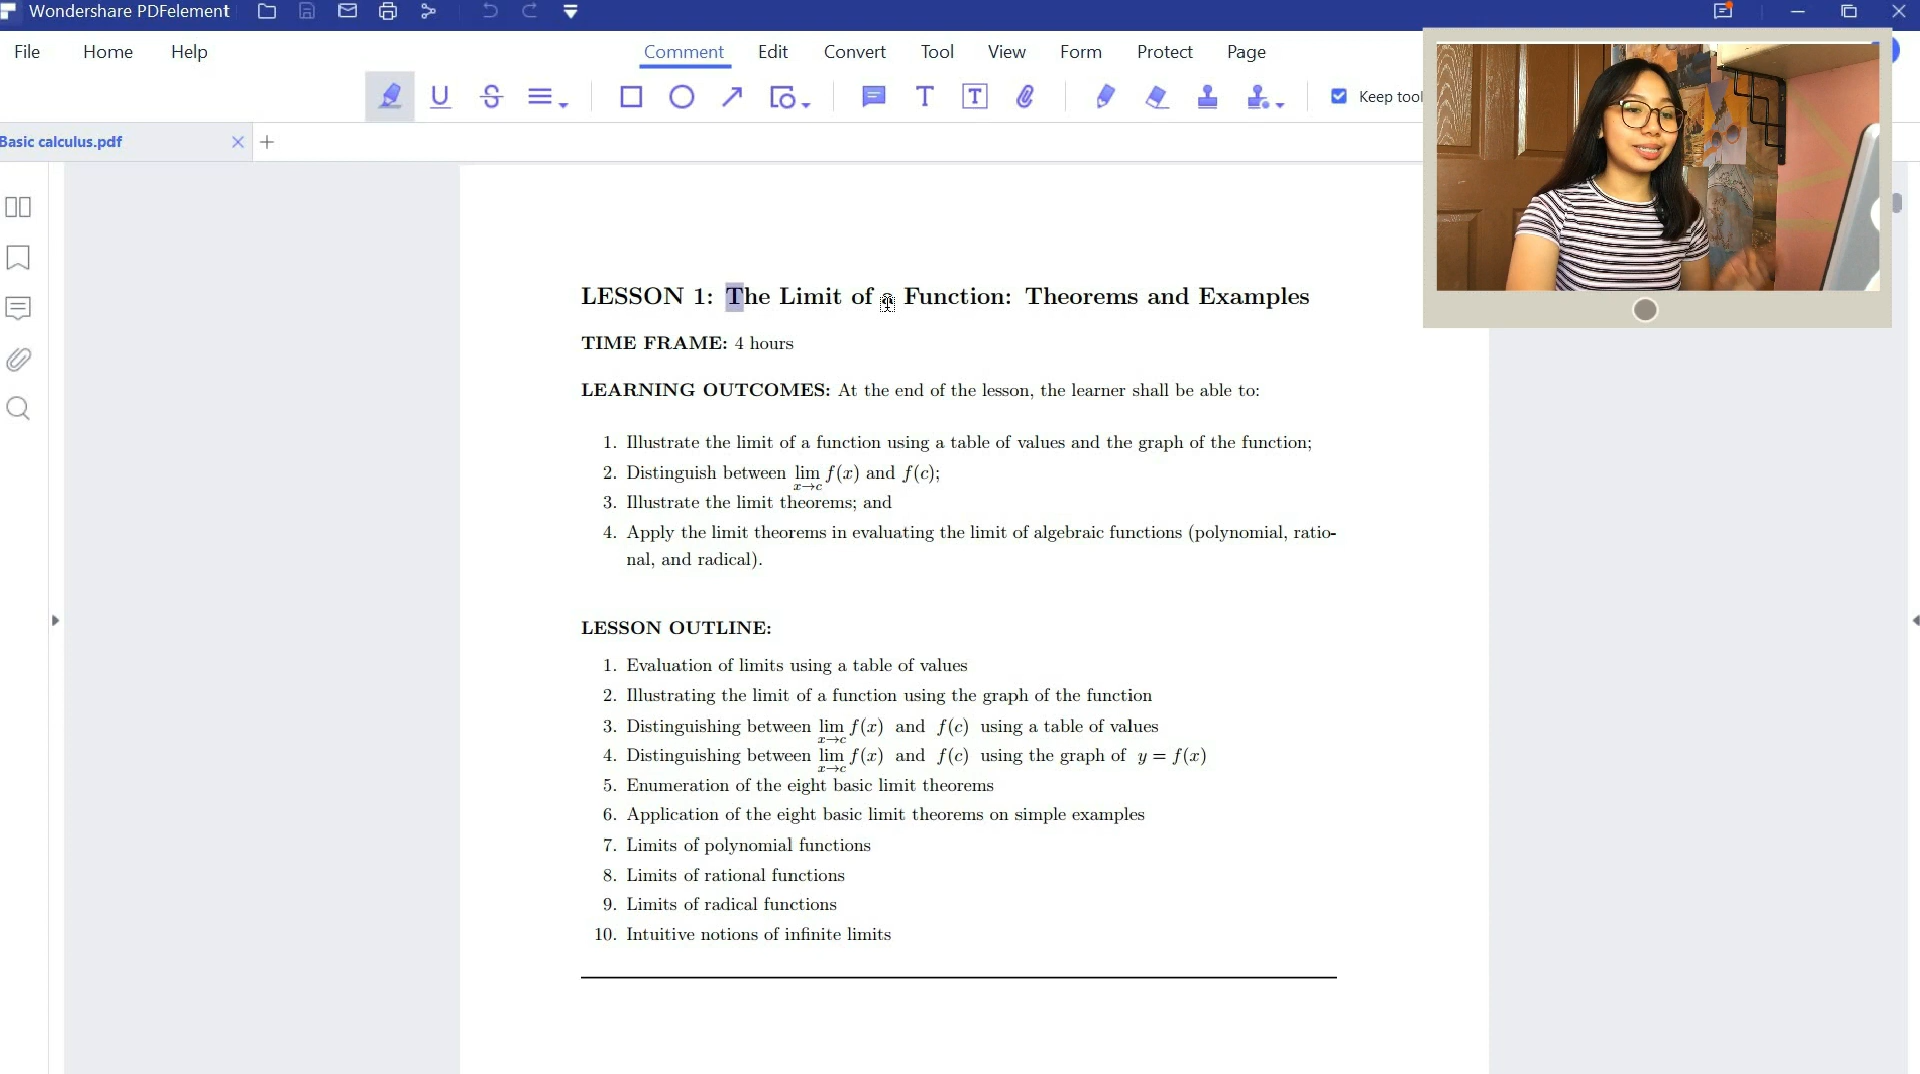 Wondershare PDFelement
File Home Help Comment Edit Convert Tool View Form Protect Page
Keep tool
Basic calculus.pdf
LESSON 1: The Limit of a Function: Theorems and Examples
TIME FRAME: 4 hours
LEARNING OUTCOMES: At the end of the lesson, the learner shall be able to:
1. Illustrate the limit of a function using a table of values and the graph of the function;
2. Distinguish between lim x→c f(x) and f(c);
3. Illustrate the limit theorems; and
4. Apply the limit theorems in evaluating the limit of algebraic functions (polynomial, ratio-
nal, and radical).
LESSON OUTLINE:
1. Evaluation of limits using a table of values
2. Illustrating the limit of a function using the graph of the function
3. Distinguishing between lim x→c f(x) and f(c) using a table of values
4. Distinguishing between lim x→c f(x) and f(c) using the graph of y = f(x)
5. Enumeration of the eight basic limit theorems
6. Application of the eight basic limit theorems on simple examples
7. Limits of polynomial functions
8. Limits of rational functions
9. Limits of radical functions
10. Intuitive notions of infinite limits